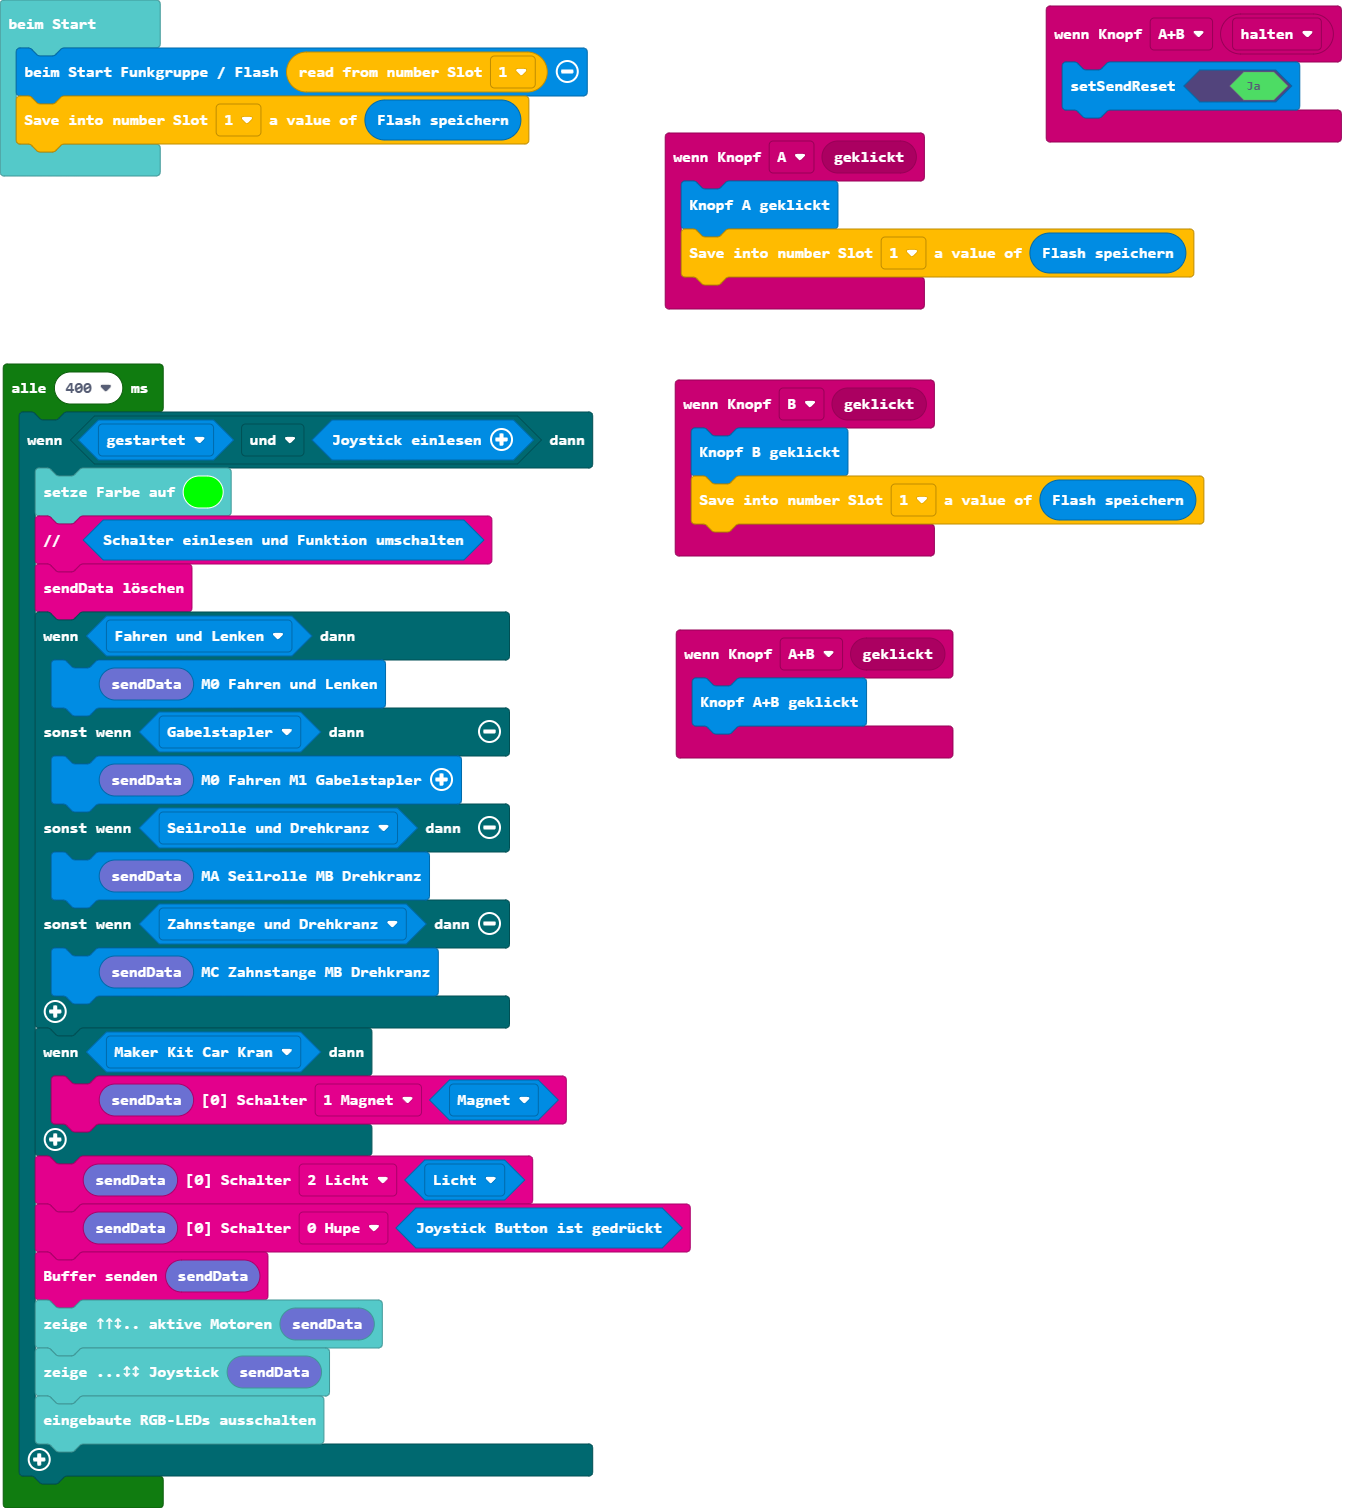 beim Start
beim Start Funkgruppe / Flash read from number Slot 1
Save into number Slot 1 a value of Flash speichern
wenn Knopf A+B halten
setSendReset Ja
wenn Knopf A geklickt
Knopf A geklickt
Save into number Slot 1 a value of Flash speichern
alle 400 ms
wenn gestartet und Joystick einlesen dann
setze Farbe auf
// Schalter einlesen und Funktion umschalten
sendData löschen
wenn Fahren und Lenken dann
sendData M0 Fahren und Lenken
sonst wenn Gabelstapler dann
sendData M0 Fahren M1 Gabelstapler
sonst wenn Seilrolle und Drehkranz dann
sendData MA Seilrolle MB Drehkranz
sonst wenn Zahnstange und Drehkranz dann
sendData MC Zahnstange MB Drehkranz
wenn Maker Kit Car Kran dann
sendData [0] Schalter 1 Magnet Magnet
sendData [0] Schalter 2 Licht Licht
sendData [0] Schalter 0 Hupe Joystick Button ist gedrückt
Buffer senden sendData
zeige ↑↑↕.. aktive Motoren sendData
zeige ...↕↕ Joystick sendData
eingebaute RGB-LEDs ausschalten
wenn Knopf B geklickt
Knopf B geklickt
Save into number Slot 1 a value of Flash speichern
wenn Knopf A+B geklickt
Knopf A+B geklickt